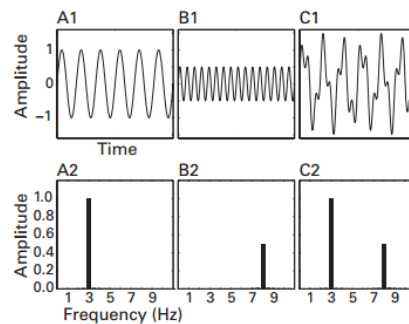 A1 B1 C1
Amplitude
1
0
−1
Time
A2 B2 C2
Amplitude
1.0
0.8
0.6
0.4
0.2
0.0
1 3 5 7 9 1 3 5 7 9 1 3 5 7 9
Frequency (Hz)